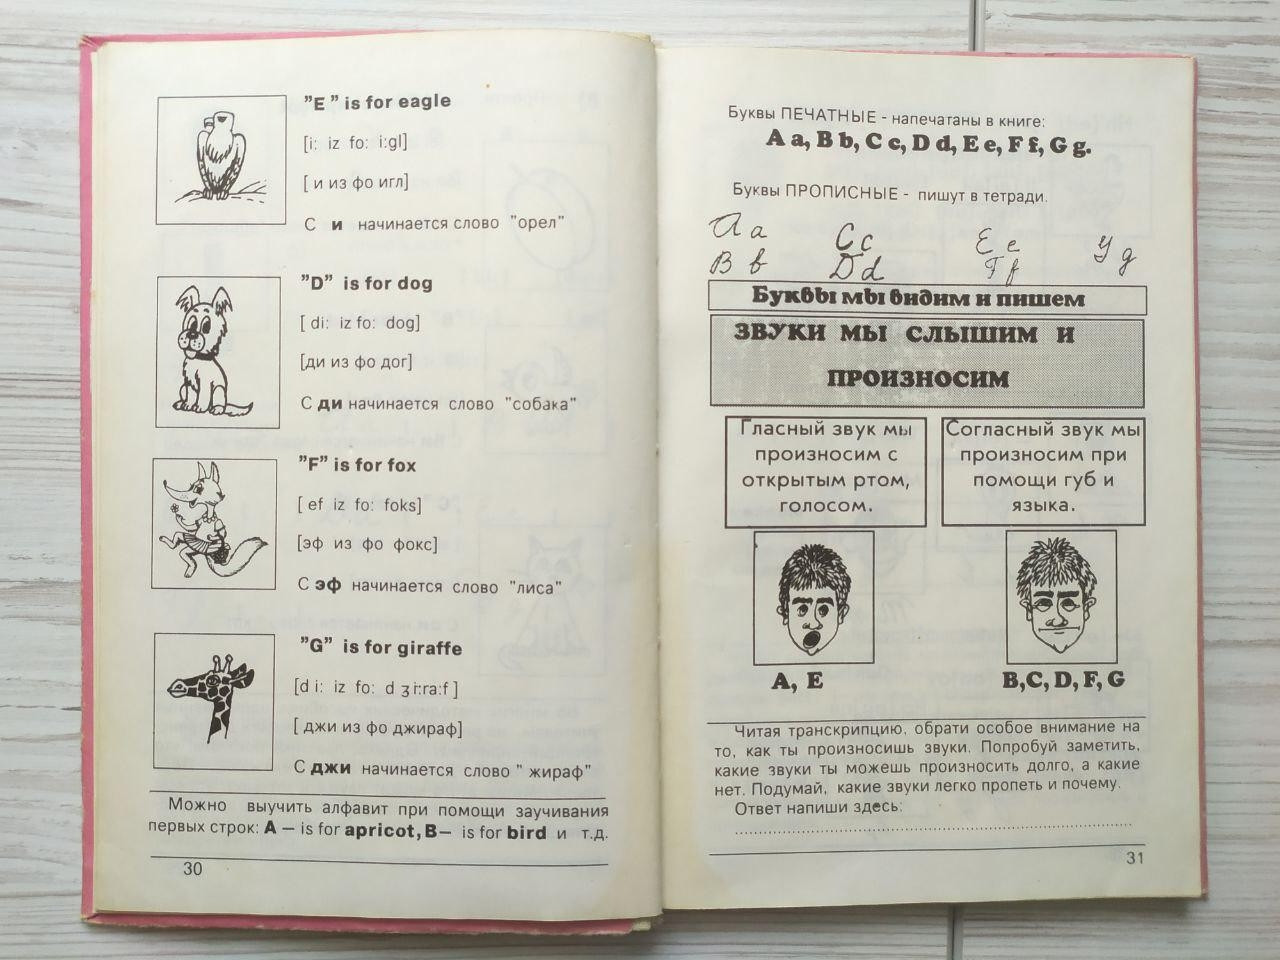 "E" is for eagle
[i: iz fo: i:gl]
[ и из фо игл]
С и начинается слово "орел"
"D" is for dog
[ di: iz fo: dog]
[ди из фо дог]
С ди начинается слово "собака"
"F" is for fox
[ ef iz fo: foks]
[эф из фо фокс]
С эф начинается слово "лиса"
"G" is for giraffe
[d i: iz fo: d ʒ i:ra:f ]
[ джи из фо джираф]
С джи начинается слово " жираф"
Можно выучить алфавит при помощи заучивания
первых строк: A — is for apricot, B— is for bird и т.д.
30
Буквы ПЕЧАТНЫЕ - напечатаны в книге:
A a, B b, C c, D d, E e, F f, G g.
Буквы ПРОПИСНЫЕ - пишут в тетради.
A a C c E e G g
B b D d F f
Буквы мы видим и пишем
ЗВУКИ МЫ СЛЫШИМ И
ПРОИЗНОСИМ
Гласный звук мы
произносим с
открытым ртом,
голосом.
Согласный звук мы
произносим при
помощи губ и
языка.
A, E
B, C, D, F, G
Читая транскрипцию, обрати особое внимание на
то, как ты произносишь звуки. Попробуй заметить,
какие звуки ты можешь произносить долго, а какие
нет. Подумай, какие звуки легко пропеть и почему.
Ответ напиши здесь:
31